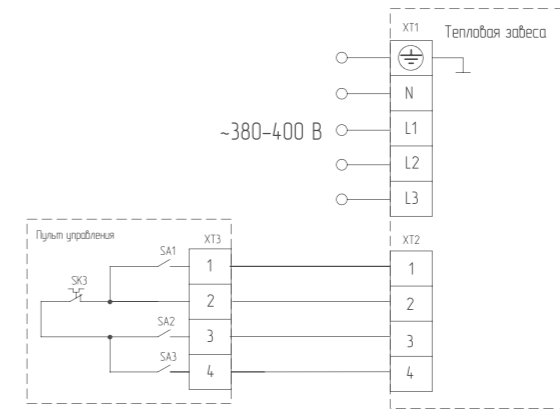 XT1
Тепловая завеса
N
~380-400 В
L1
L2
L3
Пульт управления
XT3
XT2
SA1
1
1
SK3
2
2
SA2
3
3
SA3
4
4